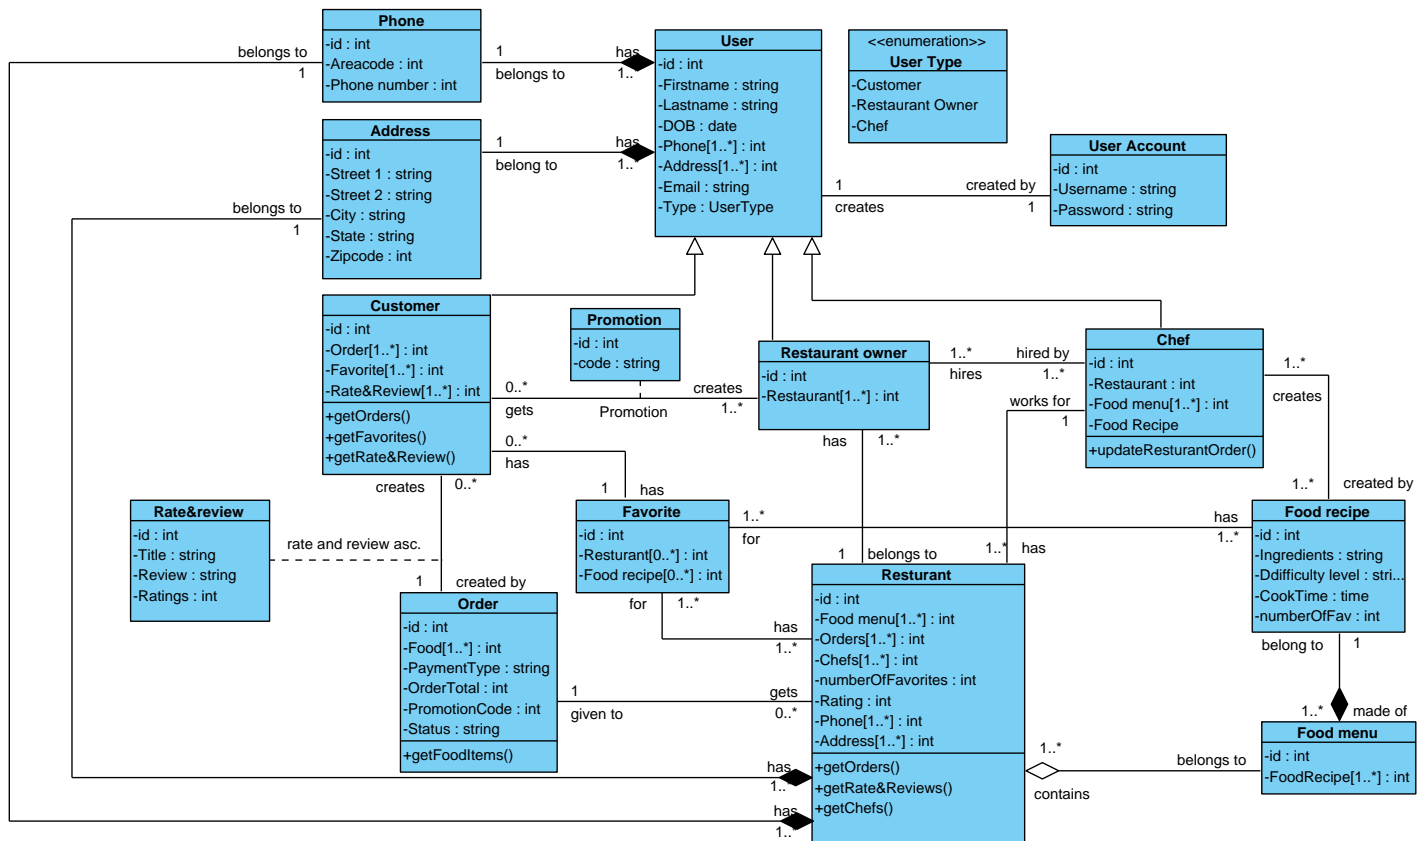 Phone
-id : int
-Areacode : int
-Phone number : int
belongs to
1
1
belongs to
has
1..*
User
-id : int
-Firstname : string
-Lastname : string
-DOB : date
-Phone[1..*] : int
-Address[1..*] : int
-Email : string
-Type : UserType
<<enumeration>>
User Type
-Customer
-Restaurant Owner
-Chef
Address
-id : int
-Street 1 : string
-Street 2 : string
-City : string
-State : string
-Zipcode : int
belongs to
1
1
belong to
has
1..*
User Account
-id : int
-Username : string
-Password : string
1
creates
created by
1
Customer
-id : int
-Order[1..*] : int
-Favorite[1..*] : int
-Rate&Review[1..*] : int
+getOrders()
+getFavorites()
+getRate&Review()
Promotion
-id : int
-code : string
0..*
gets
Promotion
creates
1..*
Restaurant owner
-id : int
-Restaurant[1..*] : int
1..*
hires
hired by
1..*
Chef
-id : int
-Restaurant : int
-Food menu[1..*] : int
-Food Recipe
+updateResturantOrder()
works for
1
1..*
creates
has
1..*
0..*
has
creates
0..*
1
has
Rate&review
-id : int
-Title : string
-Review : string
-Ratings : int
rate and review asc.
1
created by
Favorite
-id : int
-Resturant[0..*] : int
-Food recipe[0..*] : int
1..*
for
has
1..*
1..*
created by
Food recipe
-id : int
-Ingredients : string
-Ddifficulty level : stri...
-CookTime : time
-numberOfFav : int
1
belongs to
1..*
has
for
1..*
has
1..*
Order
-id : int
-Food[1..*] : int
-PaymentType : string
-OrderTotal : int
-PromotionCode : int
-Status : string
+getFoodItems()
1
given to
gets
0..*
Resturant
-id : int
-Food menu[1..*] : int
-Orders[1..*] : int
-Chefs[1..*] : int
-numberOfFavorites : int
-Rating : int
-Phone[1..*] : int
-Address[1..*] : int
+getOrders()
+getRate&Reviews()
+getChefs()
belong to
1
1..*
made of
Food menu
-id : int
-FoodRecipe[1..*] : int
1..*
contains
belongs to
has
1..*
has
1..*